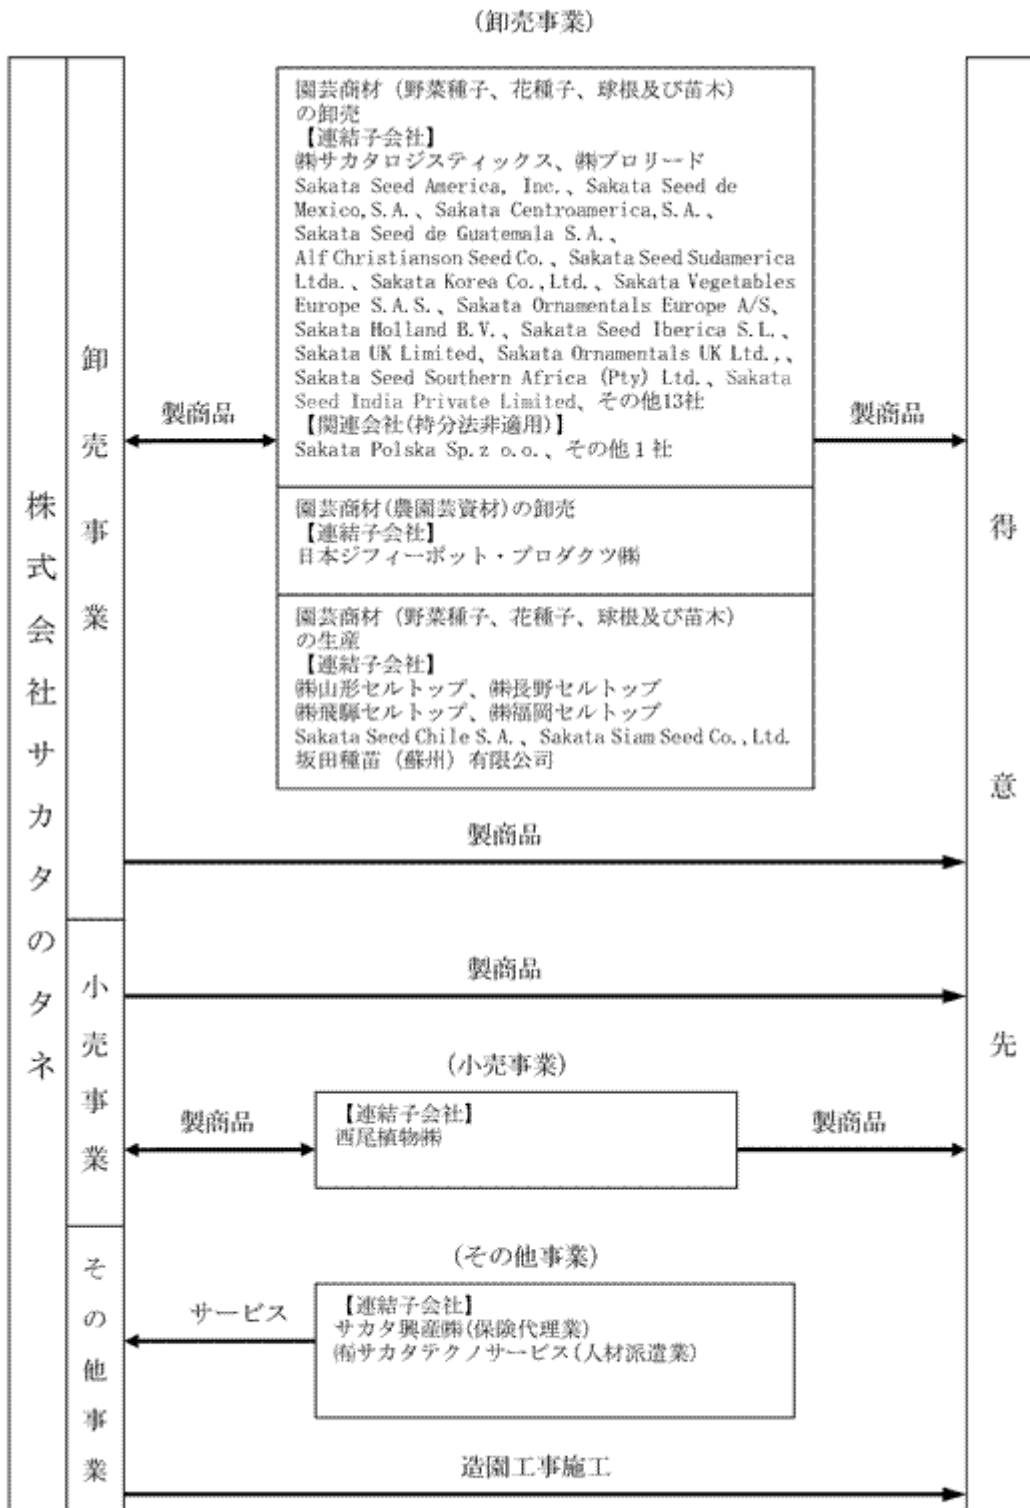 (卸売事業)
園芸商材（野菜種子、花種子、球根及び苗木）
の卸売
【連結子会社】
㈱サカタロジスティックス、㈱ブロリード
Sakata Seed America, Inc.、Sakata Seed de
Mexico, S.A.、Sakata Centroamerica, S.A.、
Sakata Seed de Guatemala S.A.、
Alf Christianson Seed Co.、Sakata Seed Sudamerica
Ltda.、Sakata Korea Co., Ltd.、Sakata Vegetables
Europe S.A.S.、Sakata Ornamentals Europe A/S、
Sakata Holland B.V.、Sakata Seed Iberica S.L.、
Sakata UK Limited、Sakata Ornamentals UK Ltd.,、
Sakata Seed Southern Africa (Pty) Ltd.、Sakata
Seed India Private Limited、その他13社
【関連会社(持分法非適用)】
Sakata Polska Sp. z o.o.、その他１社
製商品
製商品
園芸商材(農園芸資材)の卸売
【連結子会社】
日本ジフィーポット・プロダクツ㈱
園芸商材（野菜種子、花種子、球根及び苗木）
の生産
【連結子会社】
㈱山形セルトップ、㈱長野セルトップ
㈱飛騨セルトップ、㈱福岡セルトップ
Sakata Seed Chile S.A.、Sakata Siam Seed Co., Ltd.
坂田種苗（蘇州）有限公司
株式会社サカタのタネ
卸売事業
得意先
製商品
小売事業
製商品
(小売事業)
製商品
【連結子会社】
西尾植物㈱
製商品
その他事業
(その他事業)
サービス
【連結子会社】
サカタ興産㈱(保険代理業)
㈲サカタテクノサービス(人材派遣業)
造園工事施工